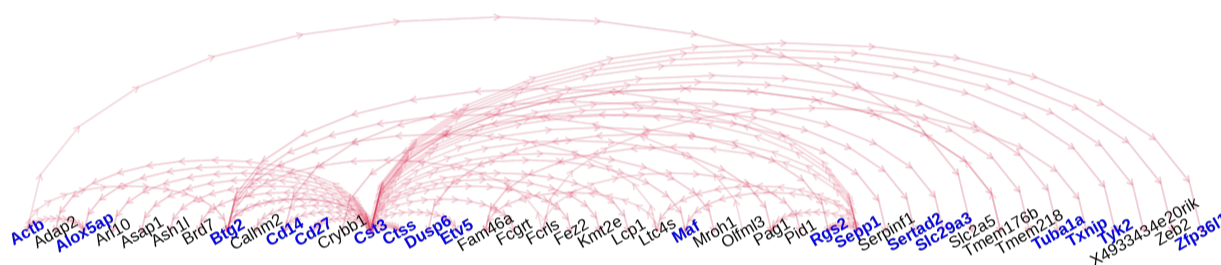 Actb
Adap2
Alox5ap
Arl10
Asap1
Ash1l
Brd7
Btg2
Calhm2
Cd14
Cd27
Crybb1
Cst3
Ctss
Dusp6
Etv5
Fam46a
Fcgrt
Fcrls
Fez2
Kmt2e
Lcp1
Ltc4s
Maf
Mroh1
Olfml3
Pag1
Pid1
Rgs2
Sepp1
Serpinf1
Sertad2
Slc29a3
Slc2a5
Tmem176b
Tmem218
Tuba1a
Txnip
Tyk2
X4933434e20rik
Zeb2